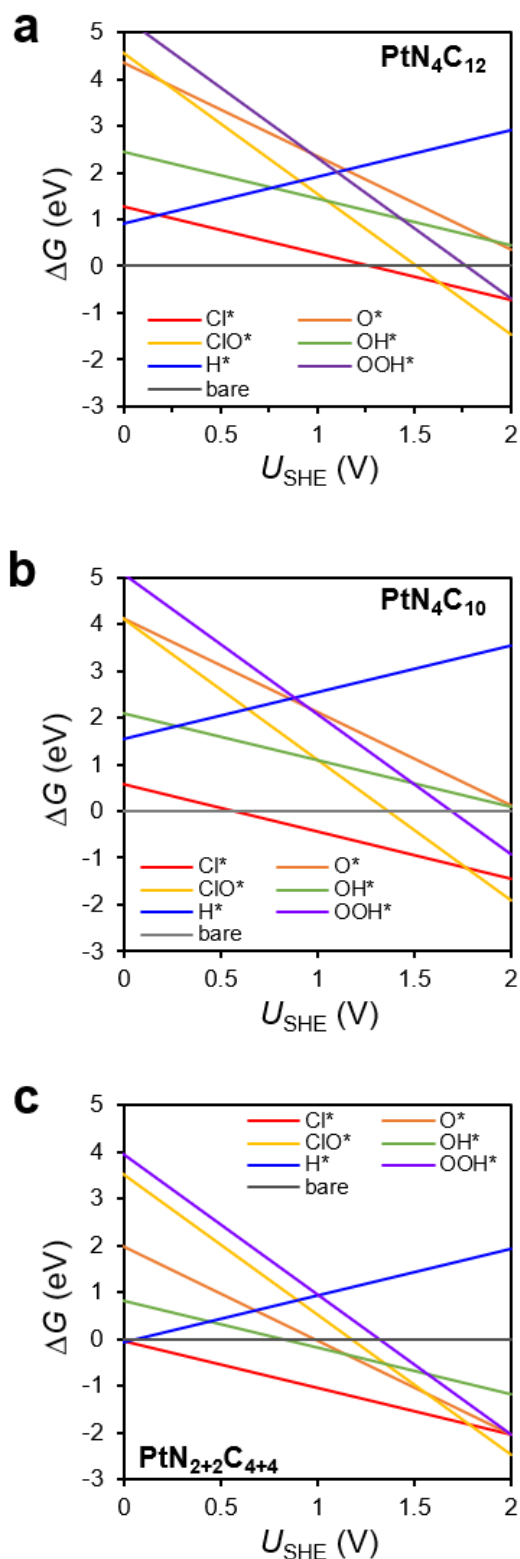 a
PtN₄C₁₂
5
4
3
2
1
0
-1
-2
-3
ΔG (eV)
Cl* O*
ClO* OH*
H* OOH*
bare
0 0.5 1 1.5 2
U_SHE (V)
b
PtN₄C₁₀
5
4
3
2
1
0
-1
-2
-3
ΔG (eV)
Cl* O*
ClO* OH*
H* OOH*
bare
0 0.5 1 1.5 2
U_SHE (V)
c
5
4
3
2
1
0
-1
-2
-3
ΔG (eV)
Cl* O*
ClO* OH*
H* OOH*
bare
PtN₂₊₂C₄₊₄
0 0.5 1 1.5 2
U_SHE (V)